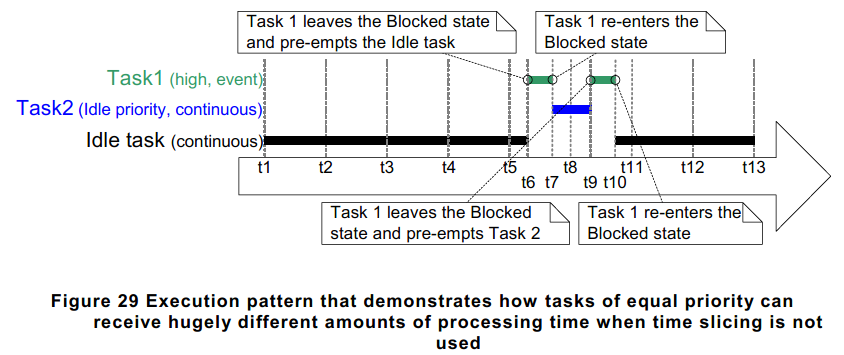 Task 1 leaves the Blocked state
and pre-empts the Idle task
Task 1 re-enters the
Blocked state
Task1 (high, event)
Task2 (Idle priority, continuous)
Idle task (continuous)
t1 t2 t3 t4 t5 t8 t11 t12 t13
t6 t7 t9 t10
Task 1 leaves the Blocked
state and pre-empts Task 2
Task 1 re-enters the
Blocked state
Figure 29 Execution pattern that demonstrates how tasks of equal priority can
receive hugely different amounts of processing time when time slicing is not
used